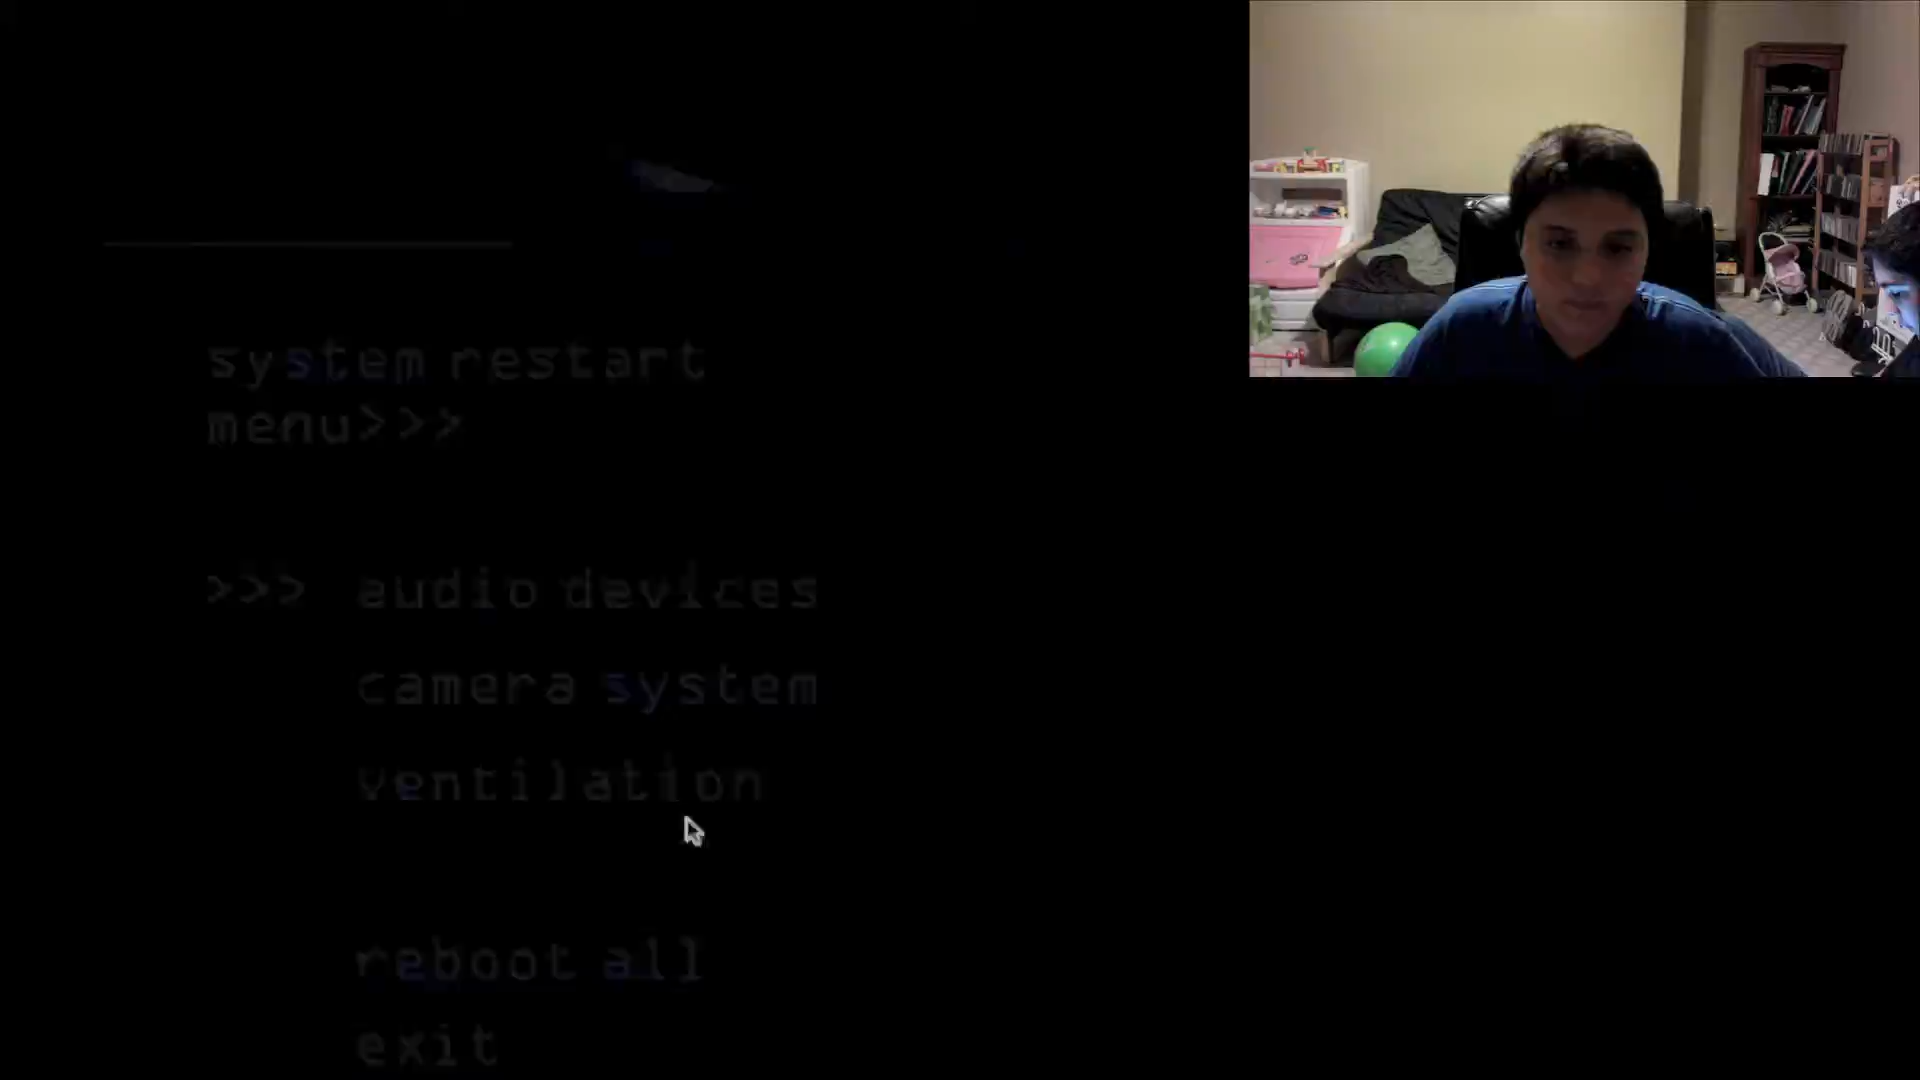 system restart
menu>>>
>>> audio devices
camera system
ventilation
reboot all
exit